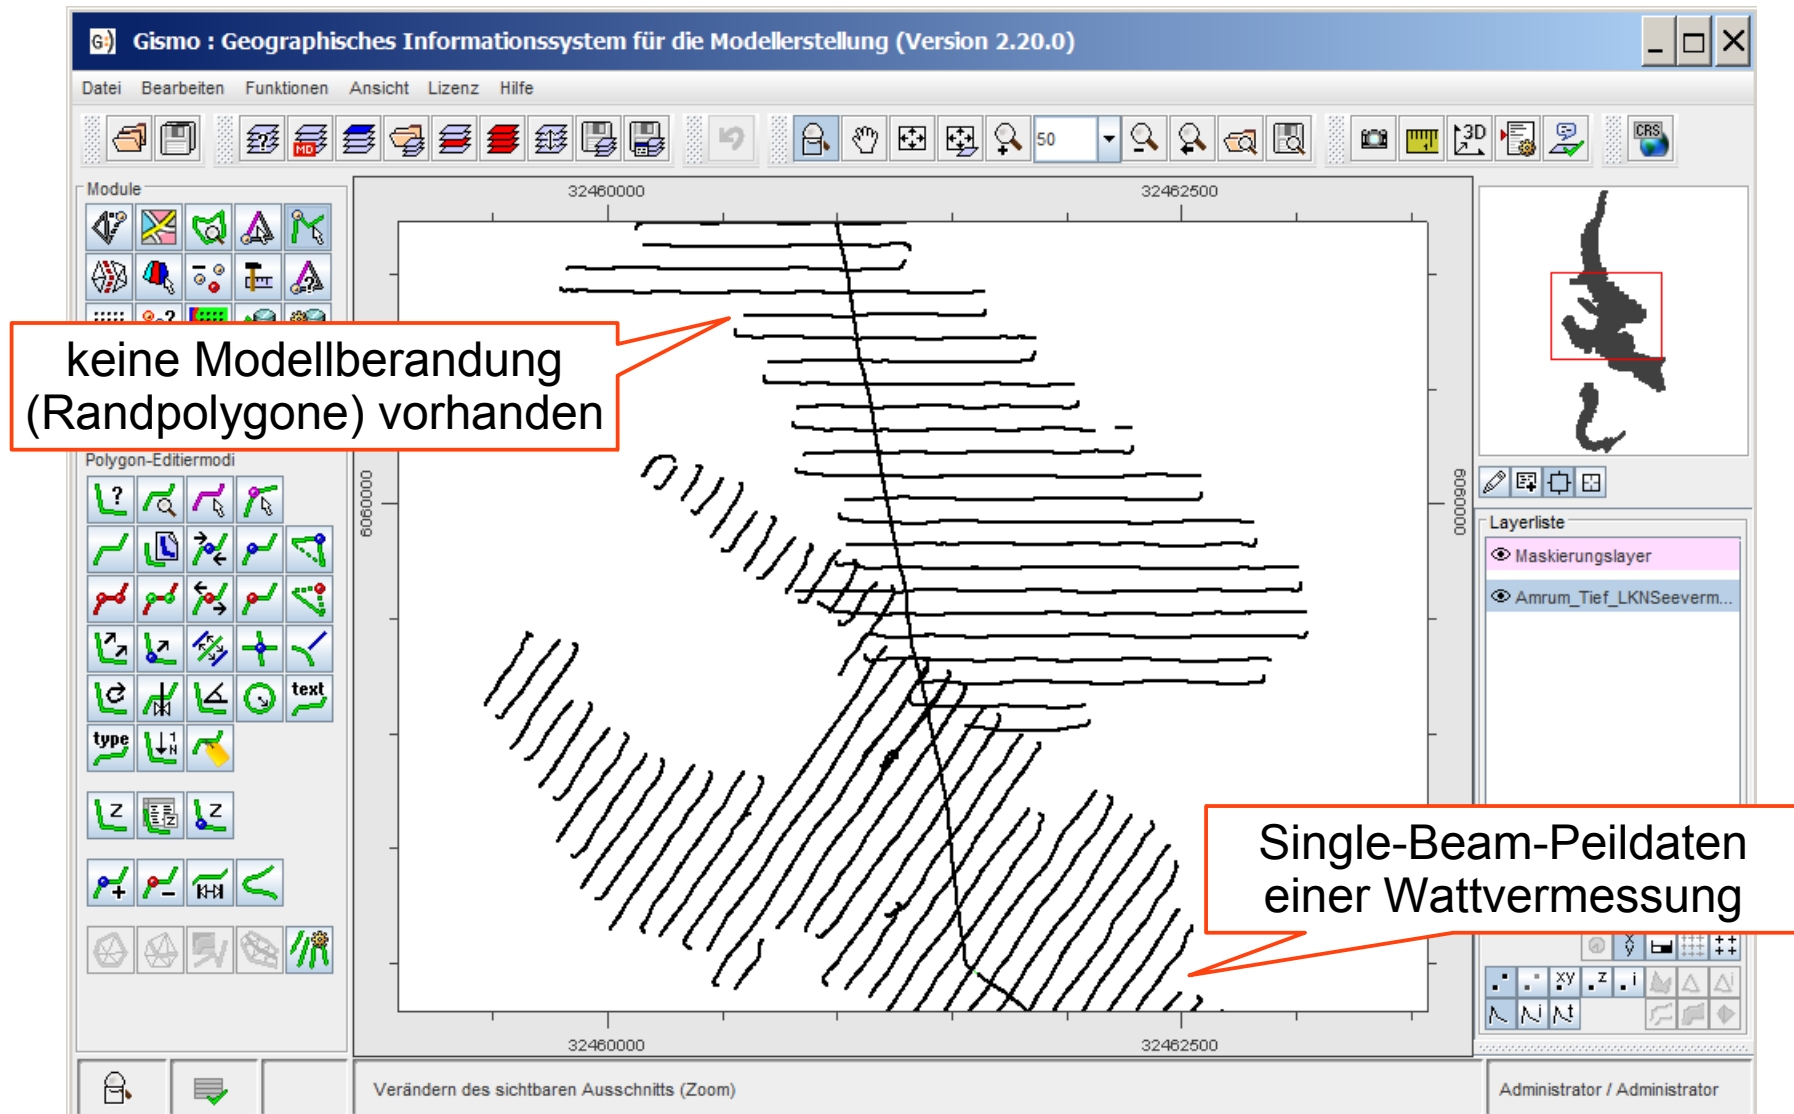 Gismo : Geographisches Informationssystem für die Modellerstellung (Version 2.20.0)
Datei Bearbeiten Funktionen Ansicht Lizenz Hilfe
MD
50
3D
CRS
Module
32460000
32462500
keine Modellberandung
(Randpolygone) vorhanden
Polygon-Editiermodi
6060000
6060000
text
type
Layerliste
Maskierungslayer
Amrum_Tief_LKNSeeverm...
Single-Beam-Peildaten
einer Wattvermessung
32460000
32462500
Verändern des sichtbaren Ausschnitts (Zoom)
Administrator / Administrator